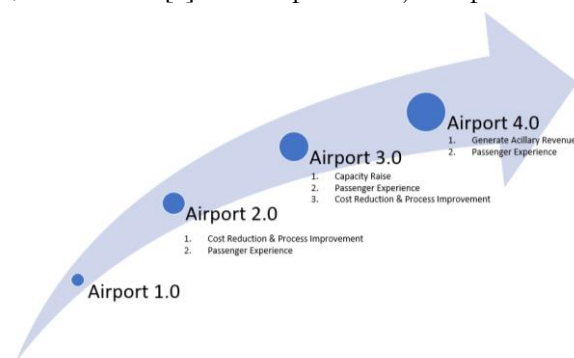 Airport 4.0
1. Generate Acillary Revenue
2. Passenger Experience
Airport 3.0
1. Capacity Raise
2. Passenger Experience
3. Cost Reduction & Process Improvement
Airport 2.0
1. Cost Reduction & Process Improvement
2. Passenger Experience
Airport 1.0